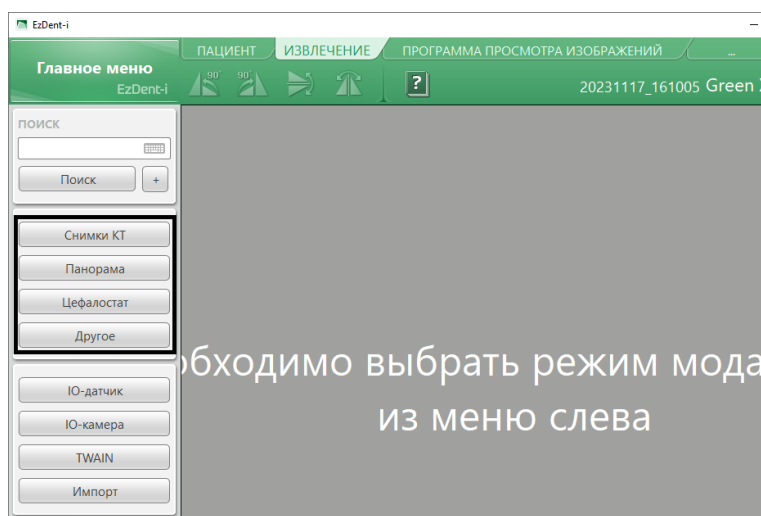 EzDent-i
Главное меню
EzDent-i
ПАЦИЕНТ
ИЗВЛЕЧЕНИЕ
ПРОГРАММА ПРОСМОТРА ИЗОБРАЖЕНИЙ
...
90°
90°
?
20231117_161005 Green
ПОИСК
Поиск
+
Снимки КТ
Панорама
Цефалостат
Другое
обходимо выбрать режим мода
из меню слева
IO-датчик
IO-камера
TWAIN
Импорт